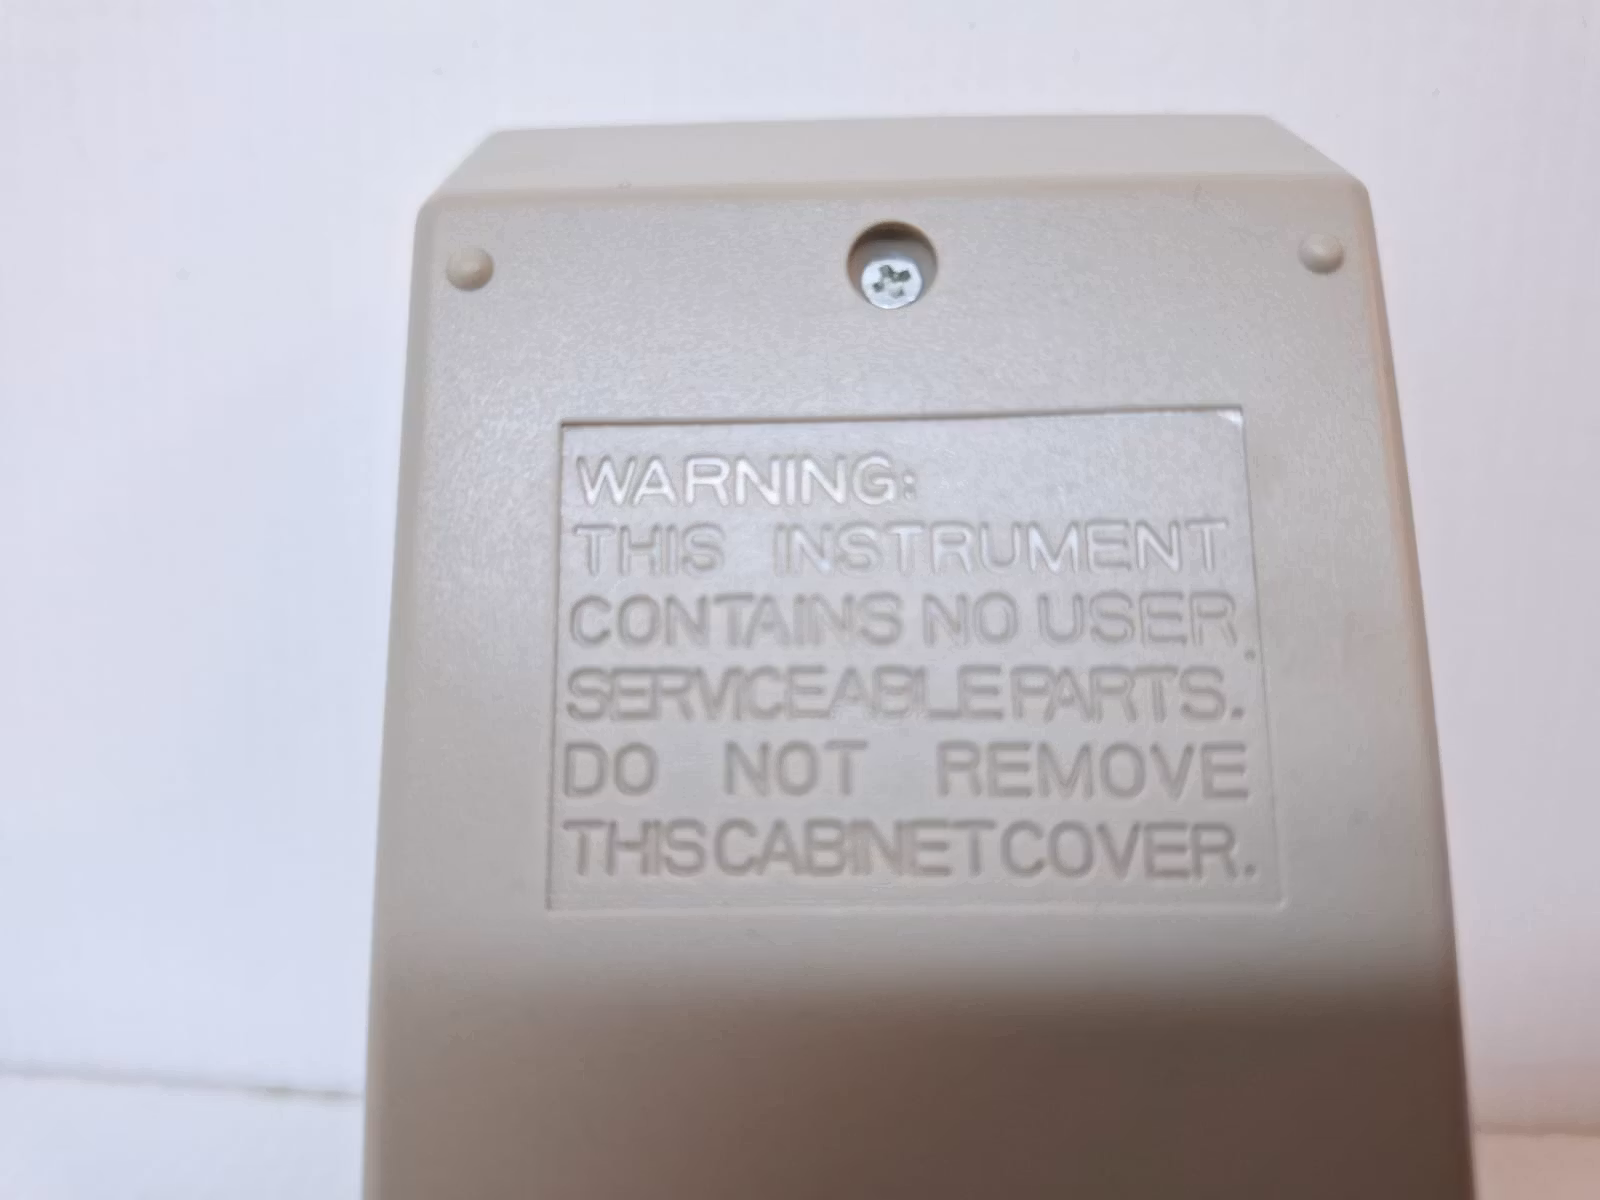 WARNING:
THIS INSTRUMENT
CONTAINS NO USER
SERVICEABLE PARTS.
DO NOT REMOVE
THIS CABINET COVER.